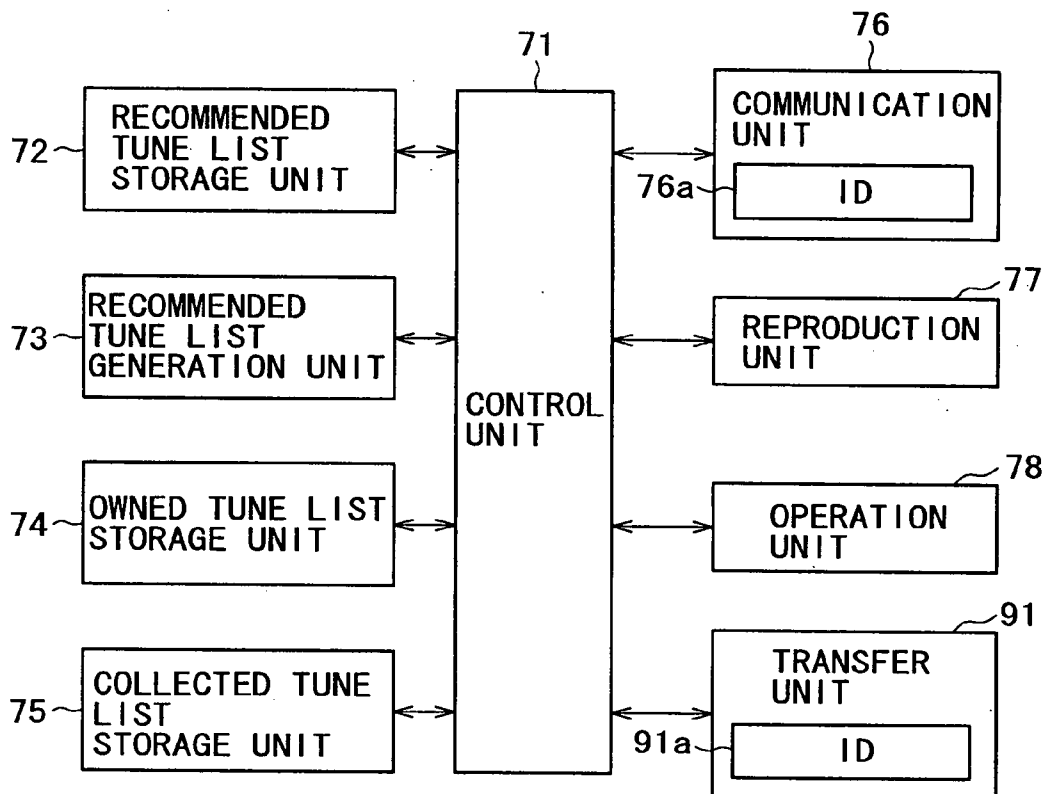 71
76
RECOMMENDED
TUNE LIST
STORAGE UNIT
72
COMMUNICATION
UNIT
76a
ID
RECOMMENDED
TUNE LIST
GENERATION UNIT
73
77
REPRODUCTION
UNIT
CONTROL
UNIT
OWNED TUNE LIST
STORAGE UNIT
74
78
OPERATION
UNIT
COLLECTED TUNE
LIST
STORAGE UNIT
75
91
TRANSFER
UNIT
91a
ID